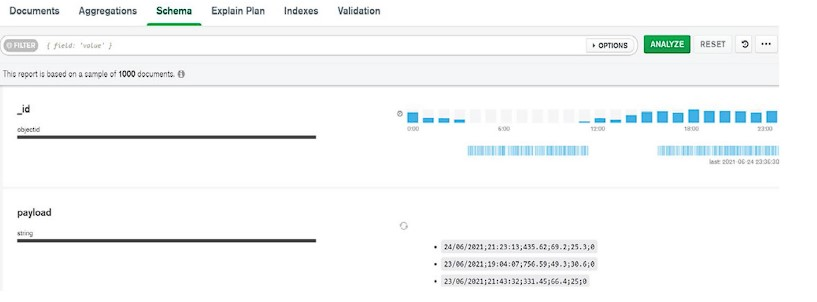 Documents Aggregations Schema Explain Plan Indexes Validation
FILTER { field: 'value' } OPTIONS ANALYZE RESET
This report is based on a sample of 1000 documents.
_id
objectid
0:00 6:00 12:00 18:00 23:00
last: 2021-06-24 23:36:30
payload
string
• 24/06/2021;21:23:13;435.62;69.2;25.3;0
• 23/06/2021;19:04:07;756.59;49.3;30.6;0
• 23/06/2021;21:43:32;331.45;66.4;25;0